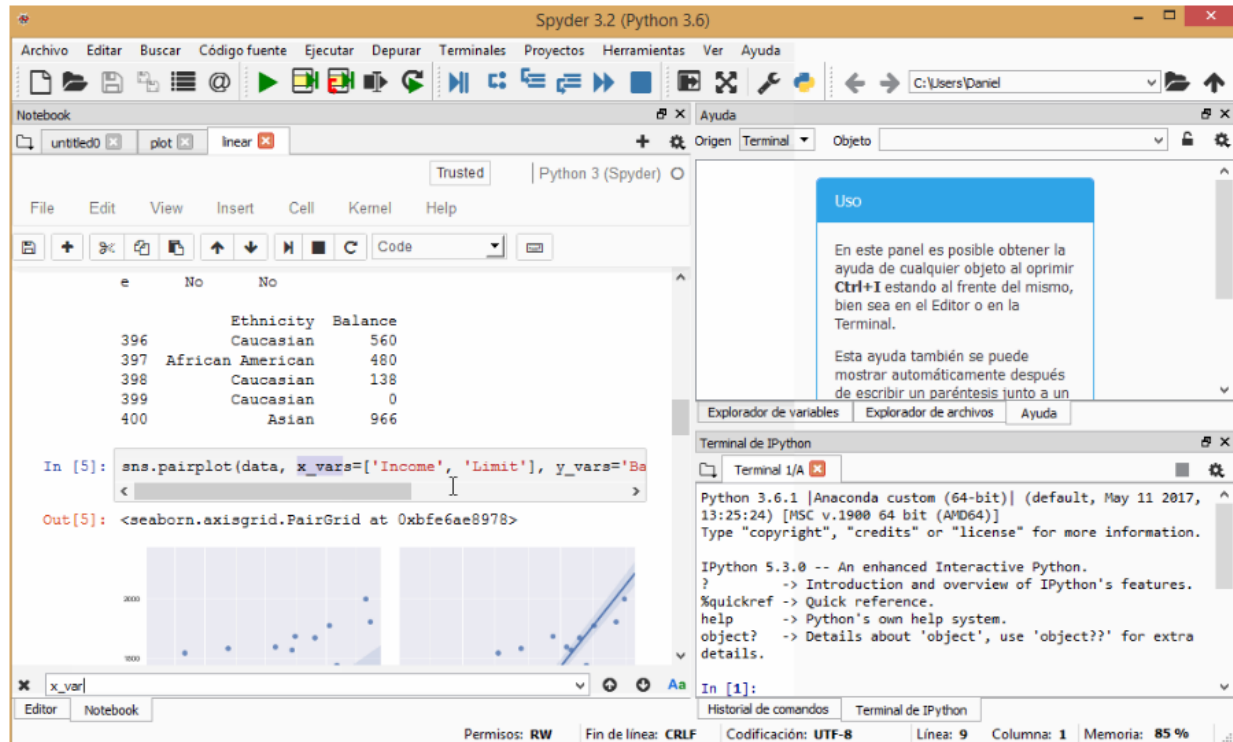 Spyder 3.2 (Python 3.6)
Archivo Editar Buscar Código fuente Ejecutar Depurar Terminales Proyectos Herramientas Ver Ayuda
C:\Users\Daniel
Notebook
untitled0 plot linear
Trusted Python 3 (Spyder)
File Edit View Insert Cell Kernel Help
Code
e No No
Ethnicity Balance
396 Caucasian 560
397 African American 480
398 Caucasian 138
399 Caucasian 0
400 Asian 966
In [5]: sns.pairplot(data, x_vars=['Income', 'Limit'], y_vars='Ba
Out[5]: <seaborn.axisgrid.PairGrid at 0xbfe6ae8978>
2000
1800
x_var
Aa
Editor Notebook
Ayuda
Origen Terminal Objeto
Uso
En este panel es posible obtener la
ayuda de cualquier objeto al oprimir
Ctrl+I estando al frente del mismo,
bien sea en el Editor o en la
Terminal.
Esta ayuda también se puede
mostrar automáticamente después
de escribir un paréntesis junto a un
Explorador de variables Explorador de archivos Ayuda
Terminal de IPython
Terminal 1/A
Python 3.6.1 |Anaconda custom (64-bit)| (default, May 11 2017,
13:25:24) [MSC v.1900 64 bit (AMD64)]
Type "copyright", "credits" or "license" for more information.
IPython 5.3.0 -- An enhanced Interactive Python.
? -> Introduction and overview of IPython's features.
%quickref -> Quick reference.
help -> Python's own help system.
object? -> Details about 'object', use 'object??' for extra
details.
In [1]:
Historial de comandos Terminal de IPython
Permisos: RW Fin de línea: CRLF Codificación: UTF-8 Línea: 9 Columna: 1 Memoria: 85 %